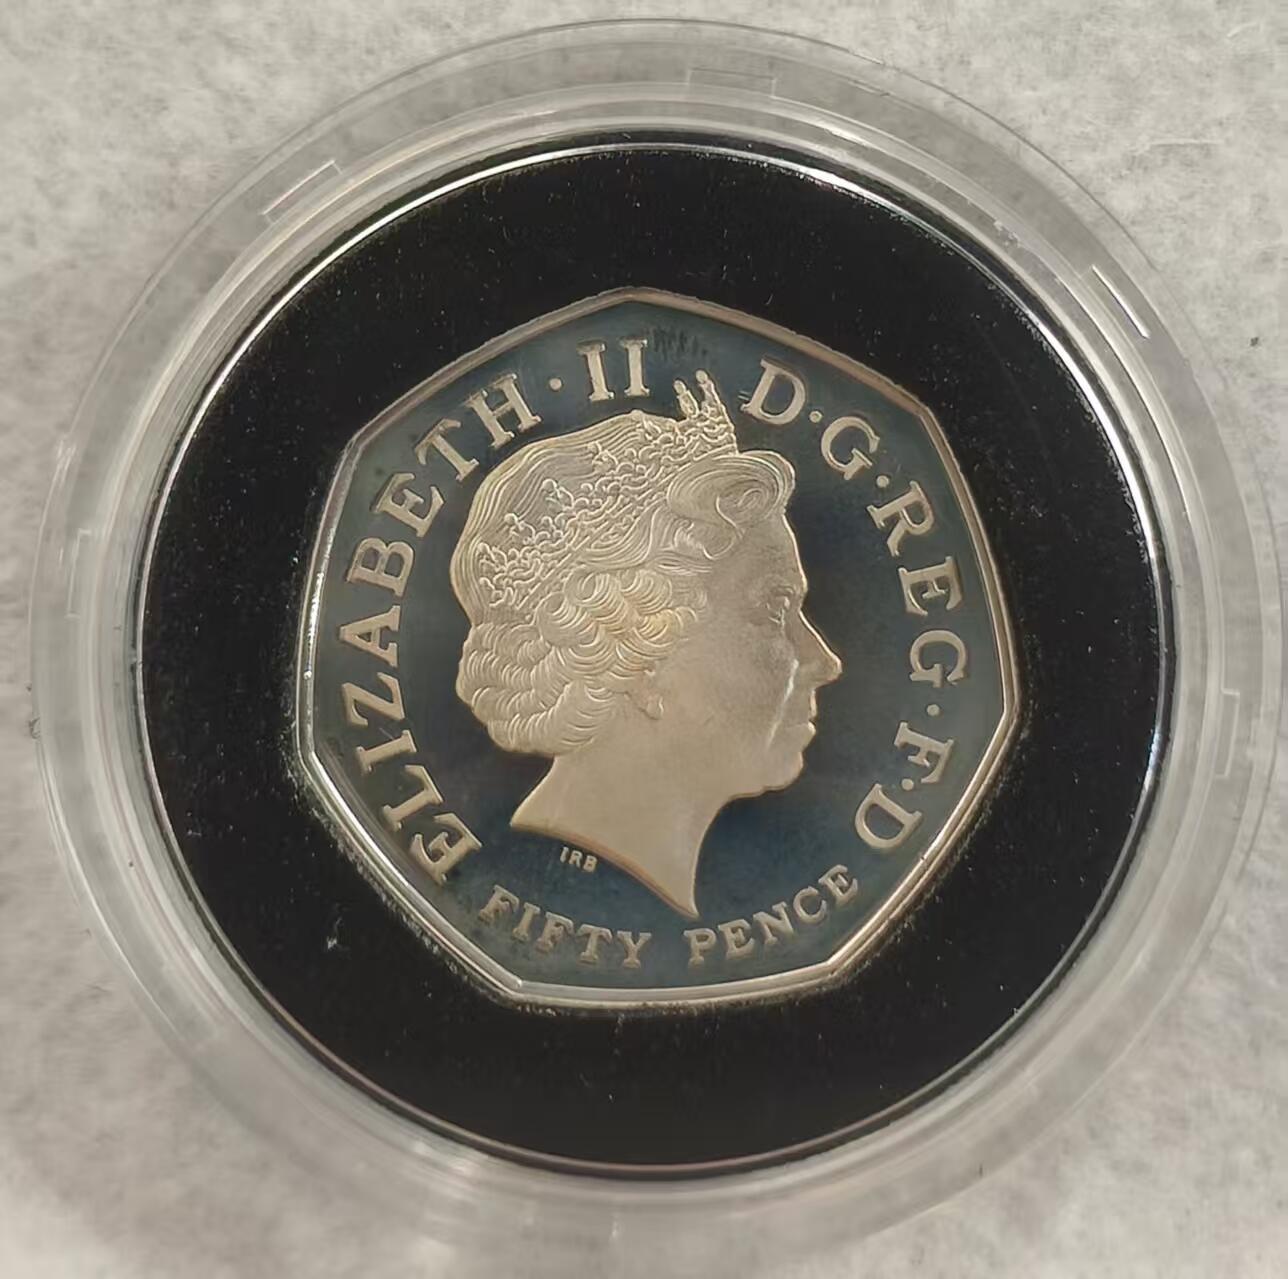 ELIZABETH·II D·G·REG·F·D
FIFTY PENCE
IRB